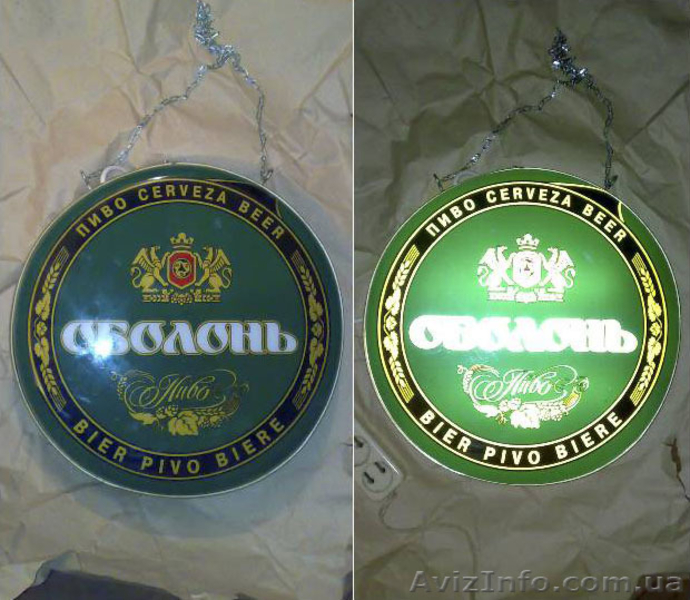 ПИВО CERVEZA BEER
ОБОЛОНЬ
Пиво
BIER PIVO BIERE
ПИВО CERVEZA BEER
ОБОЛОНЬ
Пиво
BIER PIVO BIERE
AvizInfo.com.ua